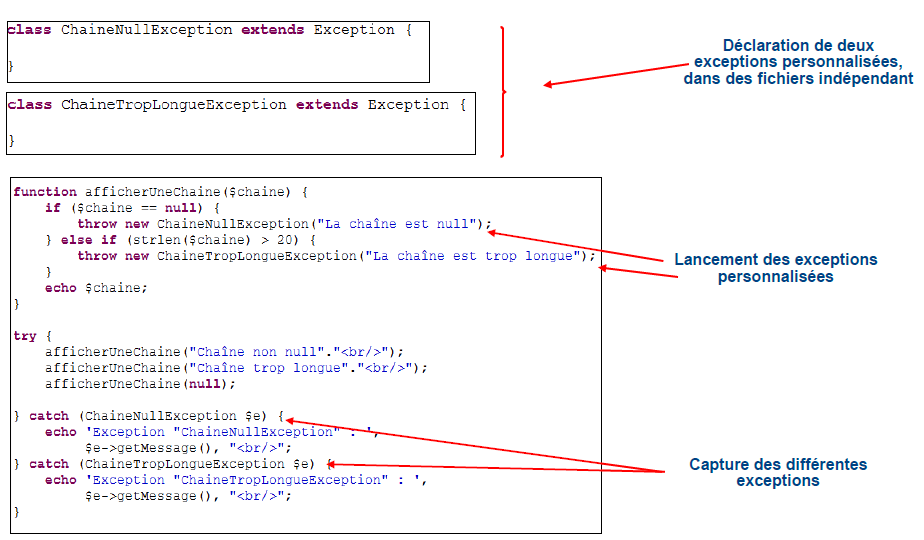 class ChaineNullException extends Exception {
}
class ChaineTropLongueException extends Exception {
}
Déclaration de deux
exceptions personnalisées,
dans des fichiers indépendant
function afficherUneChaine($chaine) {
if ($chaine == null) {
throw new ChaineNullException("La chaîne est null");
} else if (strlen($chaine) > 20) {
throw new ChaineTropLongueException("La chaîne est trop longue");
}
echo $chaine;
}
try {
afficherUneChaine("Chaîne non null"."<br/>");
afficherUneChaine("Chaîne trop longue"."<br/>");
afficherUneChaine(null);
} catch (ChaineNullException $e) {
echo 'Exception "ChaineNullException" : ',
$e->getMessage(), "<br/>";
} catch (ChaineTropLongueException $e) {
echo 'Exception "ChaineTropLongueException" : ',
$e->getMessage(), "<br/>";
}
Lancement des exceptions
personnalisées
Capture des différentes
exceptions